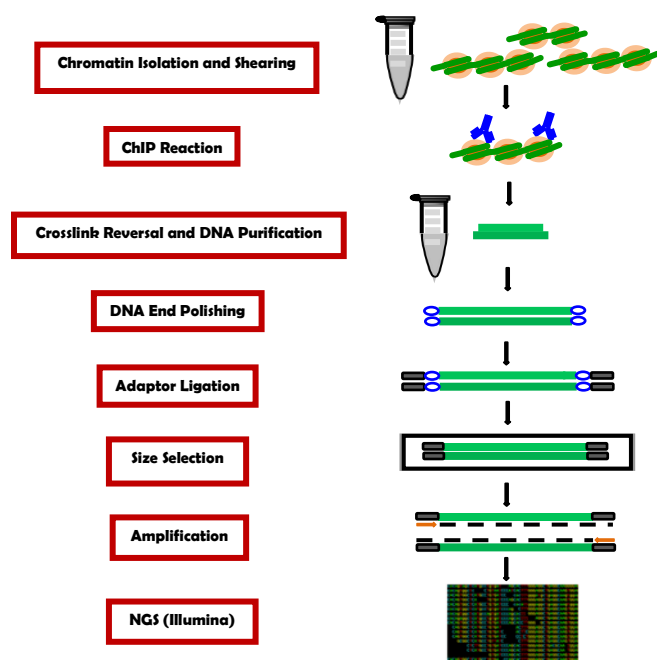 Chromatin Isolation and Shearing
ChIP Reaction
Crosslink Reversal and DNA Purification
DNA End Polishing
Adaptor Ligation
Size Selection
Amplification
NGS (Illumina)